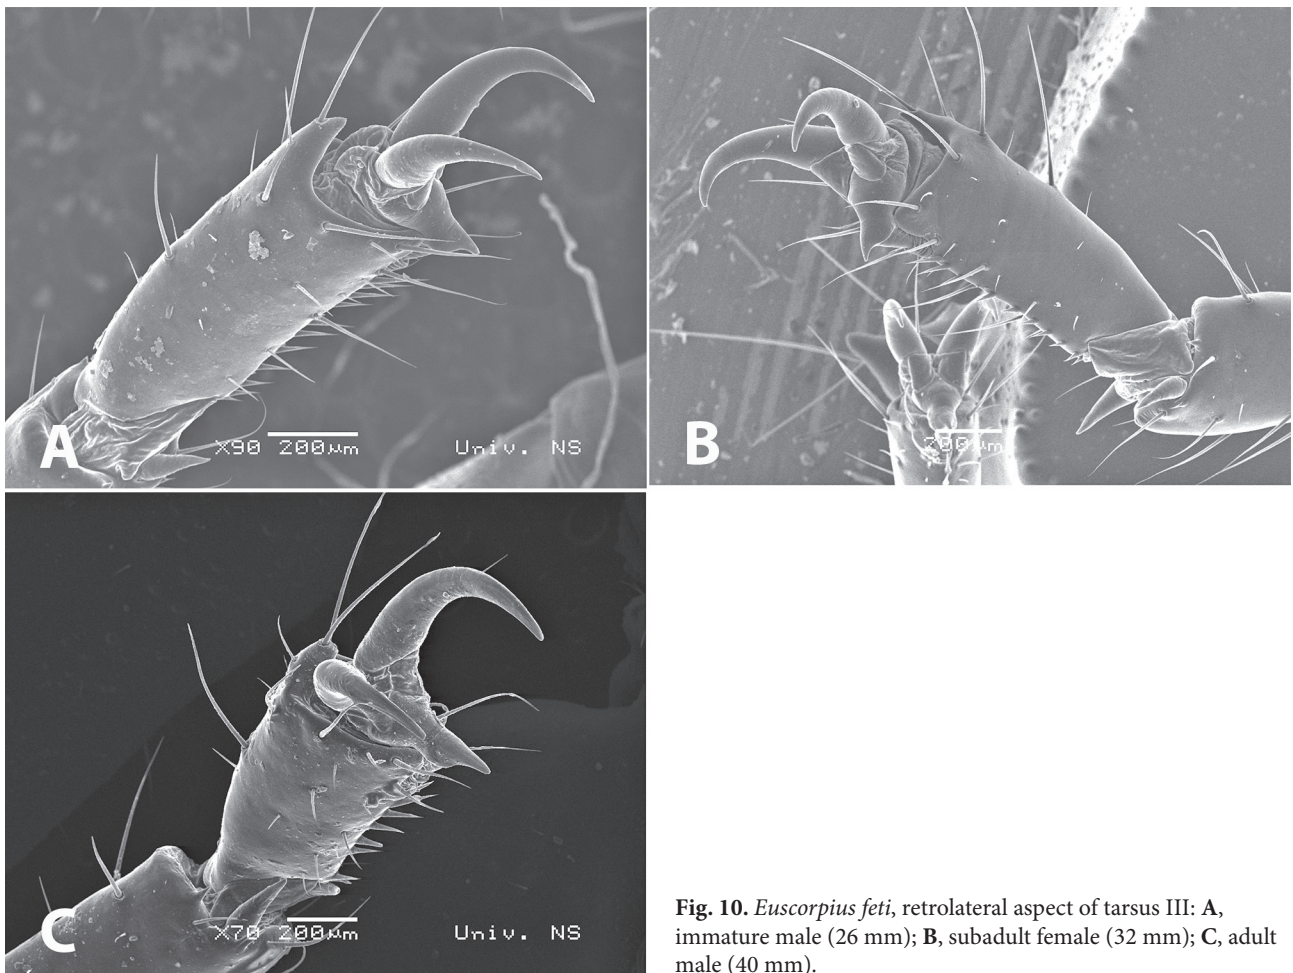 A
X90 200µm Univ. NS
B
200µm
C
X70 200µm Univ. NS
Fig. 10. Euscorpius feti, retrolateral aspect of tarsus III: A,
immature male (26 mm); B, subadult female (32 mm); C, adult
male (40 mm).